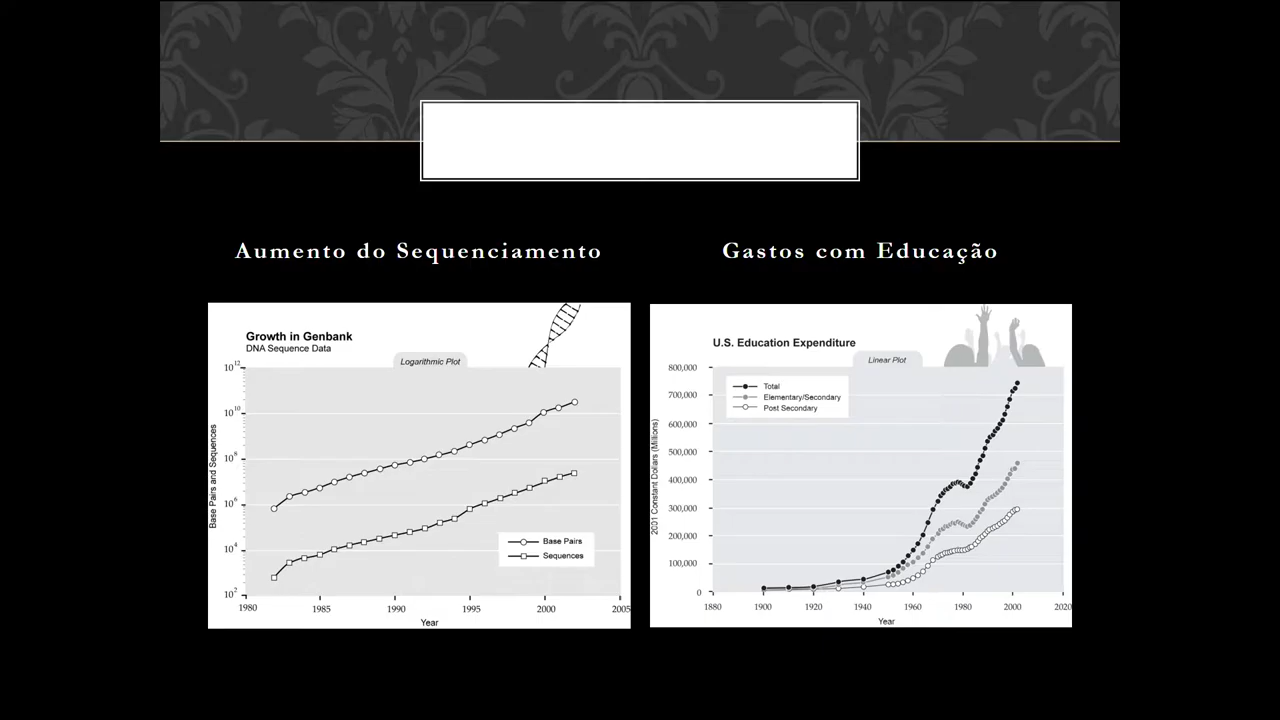 Aumento do Sequenciamento
Gastos com Educação
Growth in Genbank
DNA Sequence Data
Logarithmic Plot
Base Pairs and Sequences
10^12
10^10
10^8
10^6
10^4
10^2
Base Pairs
Sequences
1980 1985 1990 1995 2000 2005
Year
U.S. Education Expenditure
Linear Plot
2001 Constant Dollars (Millions)
800,000
700,000
600,000
500,000
400,000
300,000
200,000
100,000
0
Total
Elementary/Secondary
Post Secondary
1880 1900 1920 1940 1960 1980 2000 2020
Year